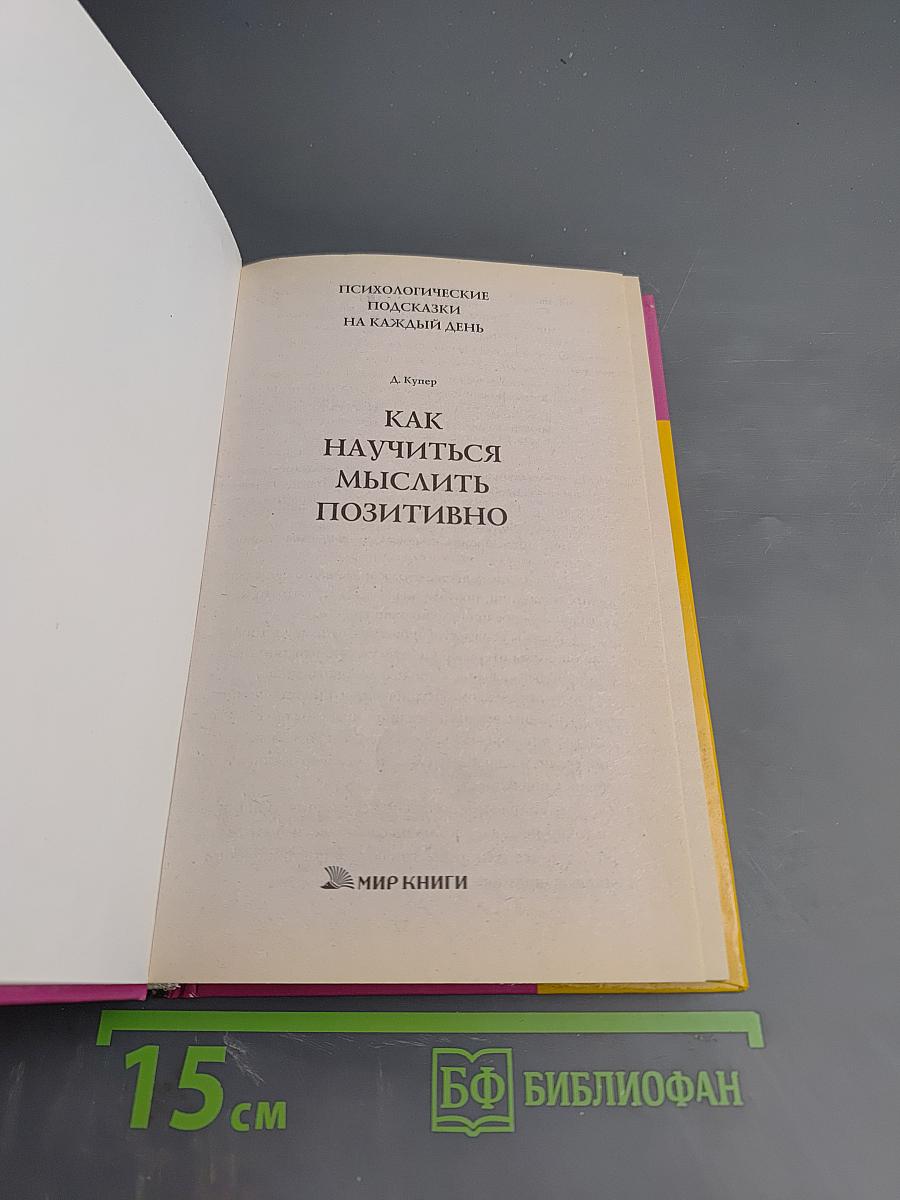 ПСИХОЛОГИЧЕСКИЕ
ПОДСКАЗКИ
НА КАЖДЫЙ ДЕНЬ
Д. Купер
КАК
НАУЧИТЬСЯ
МЫСЛИТЬ
ПОЗИТИВНО
МИР КНИГИ
15 см
БФ БИБЛИОФАН